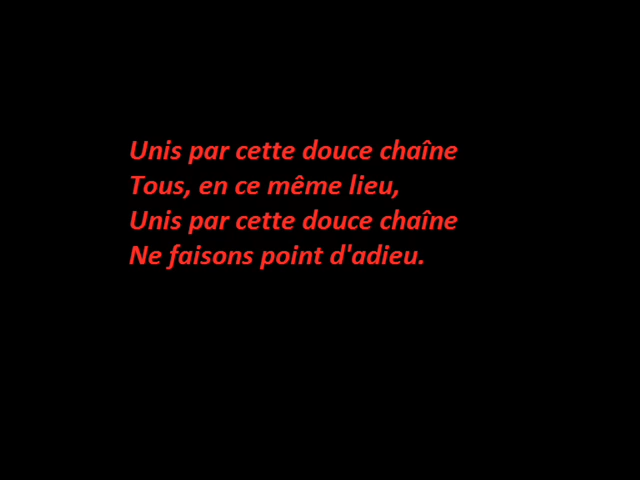 Unis par cette douce chaîne
Tous, en ce même lieu,
Unis par cette douce chaîne
Ne faisons point d'adieu.